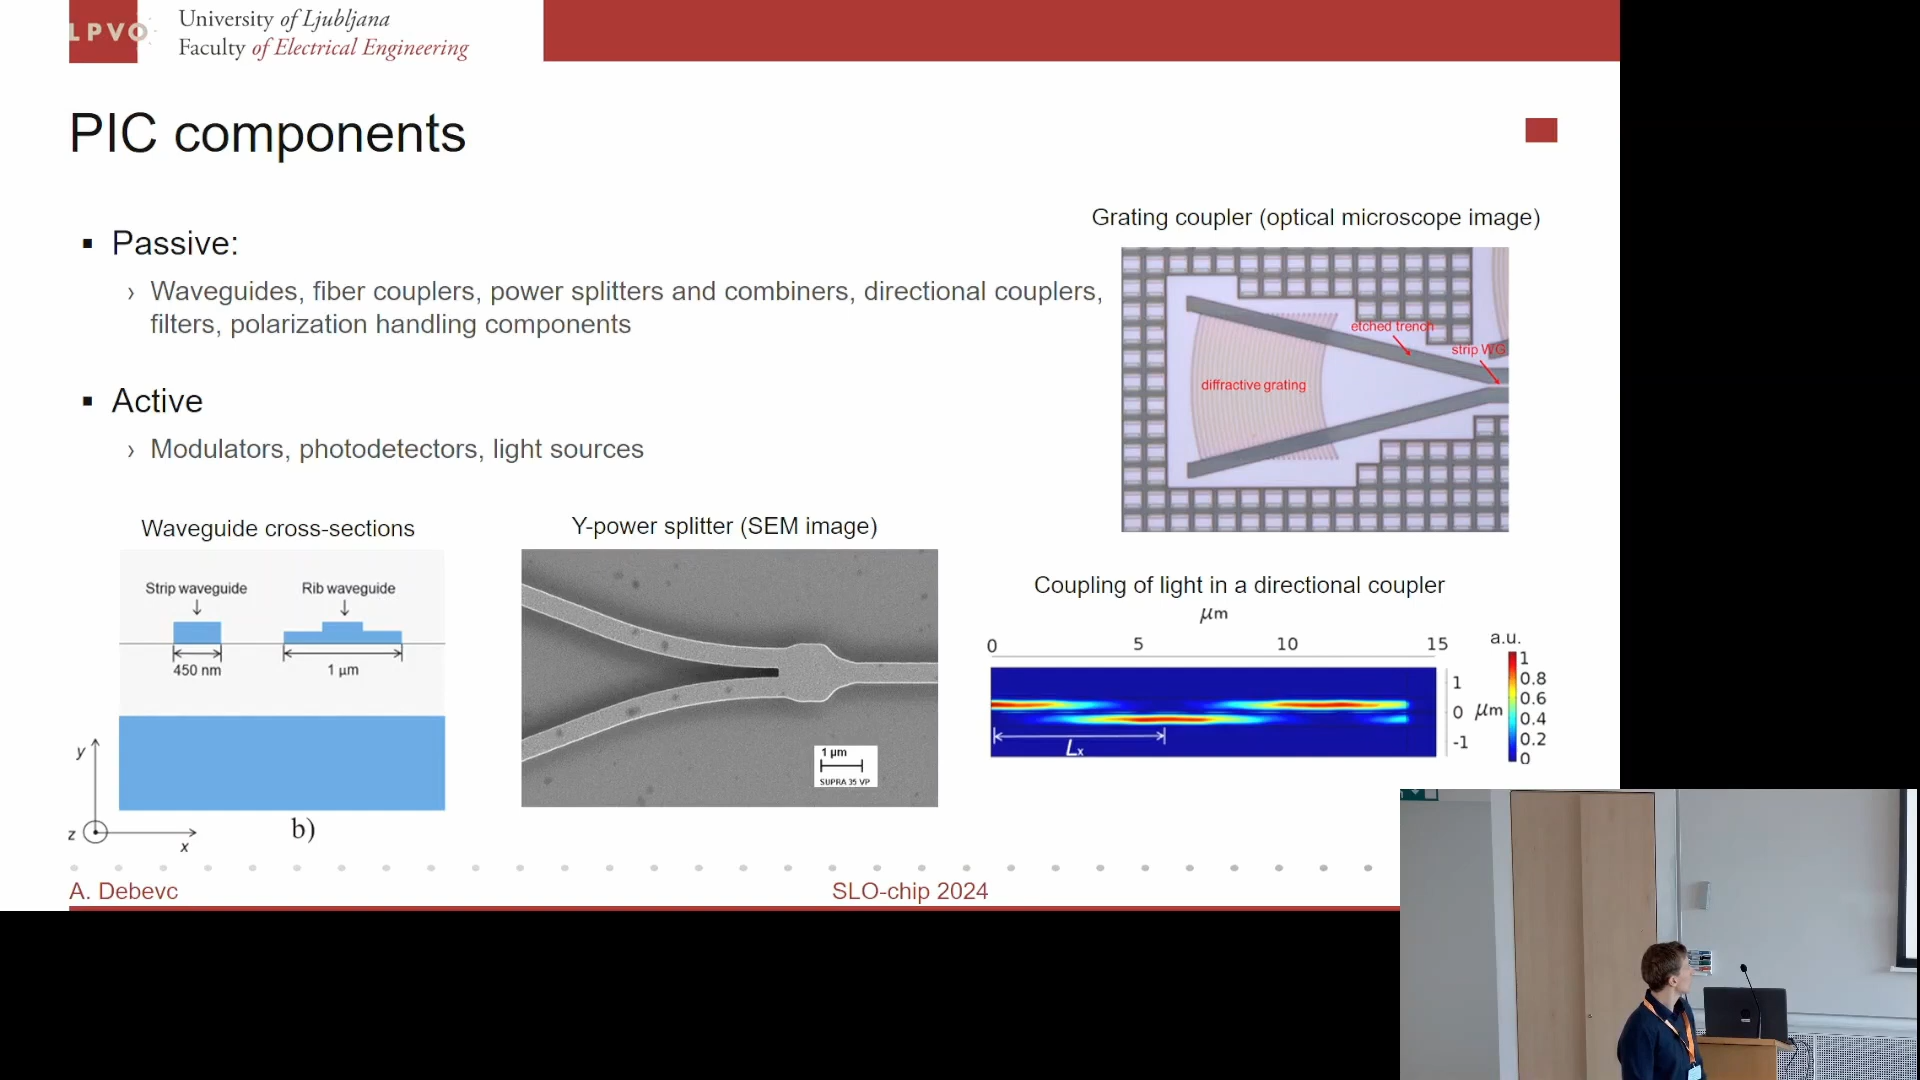 LPVO
University of Ljubljana
Faculty of Electrical Engineering
PIC components
▪ Passive:
› Waveguides, fiber couplers, power splitters and combiners, directional couplers,
filters, polarization handling components
▪ Active
› Modulators, photodetectors, light sources
Grating coupler (optical microscope image)
etched trench
strip WG
diffractive grating
Waveguide cross-sections
Strip waveguide
Rib waveguide
450 nm
1 µm
y
z
x
b)
Y-power splitter (SEM image)
1 µm
SUPRA 35 VP
Coupling of light in a directional coupler
µm
0 5 10 15
a.u.
1
0.8
0.6
0.4
0.2
0
1
0 µm
-1
Lx
A. Debevc
SLO-chip 2024